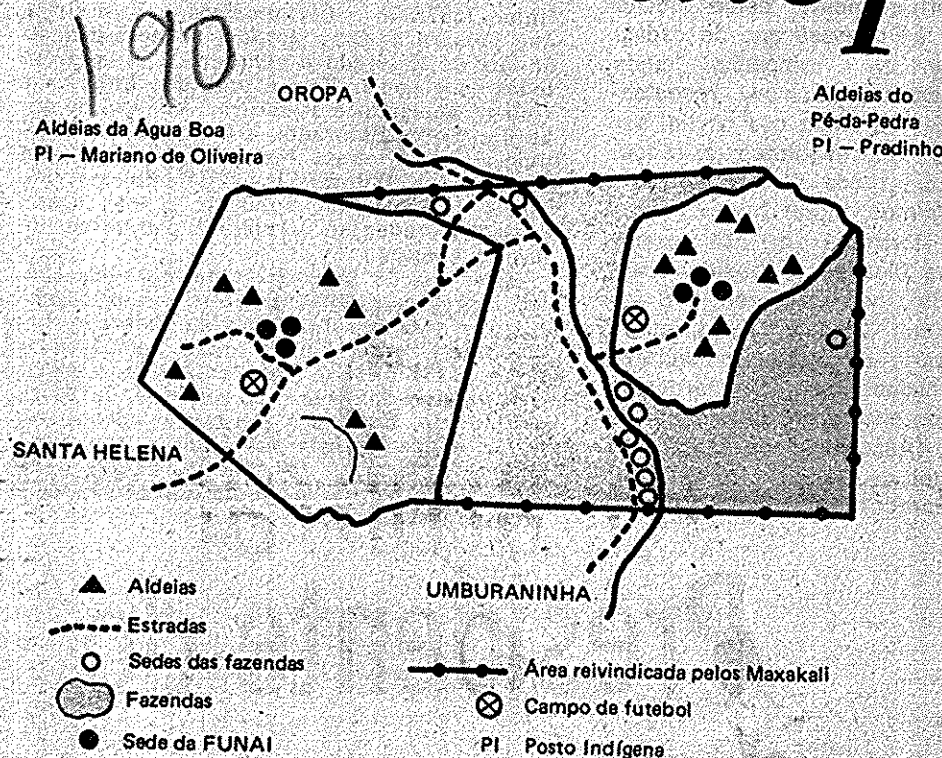 190
OROPA
Aldeias da Água Boa
PI — Mariano de Oliveira
Aldeias do
Pé-da-Pedra
PI — Pradinho
SANTA HELENA
UMBURANINHA
Aldeias
Estradas
Sedes das fazendas
Fazendas
Sede da FUNAI
Área reivindicada pelos Maxakali
Campo de futebol
PI Posto Indígena